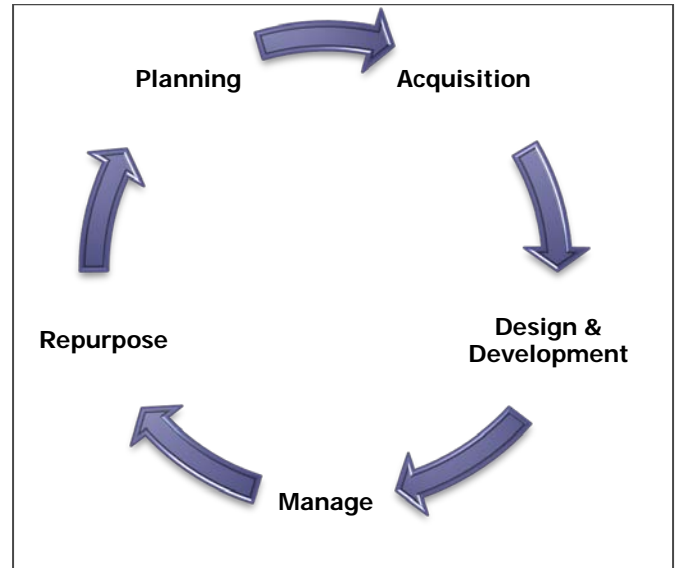 Planning
Acquisition
Design &
Development
Manage
Repurpose